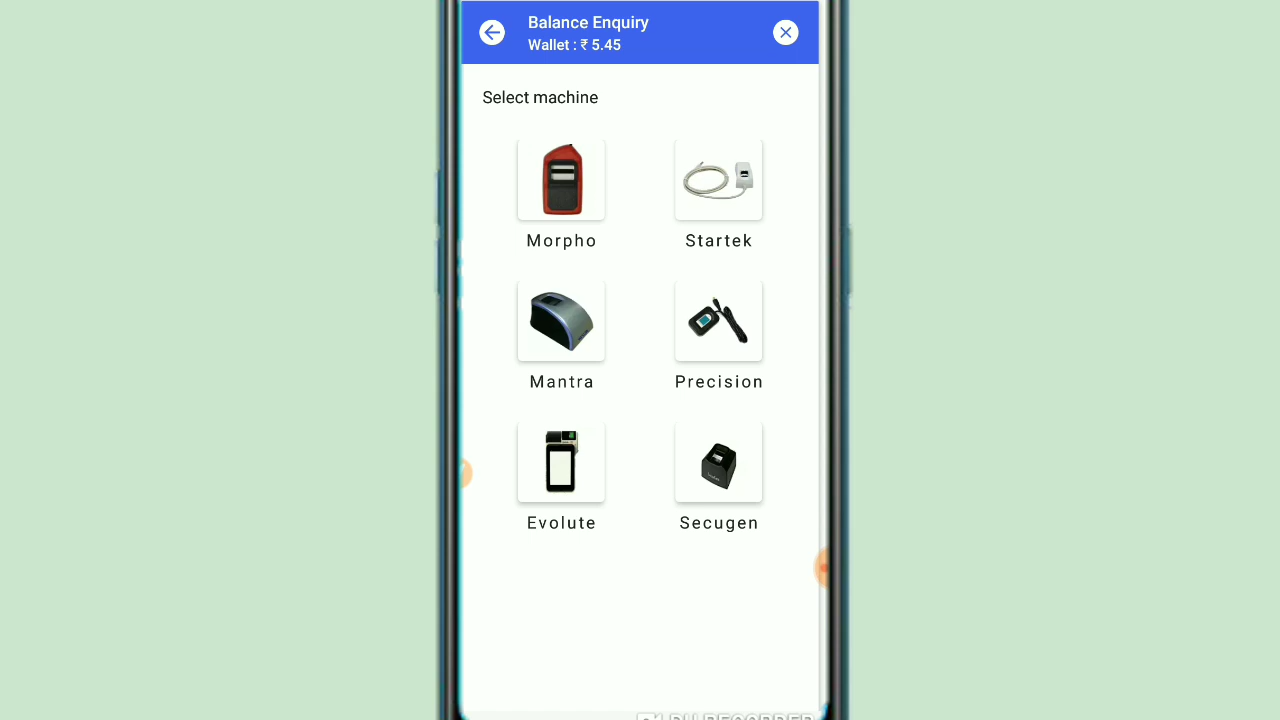 Balance Enquiry
Wallet : ₹ 5.45
Select machine
Morpho
Startek
Mantra
Precision
Evolute
Secugen